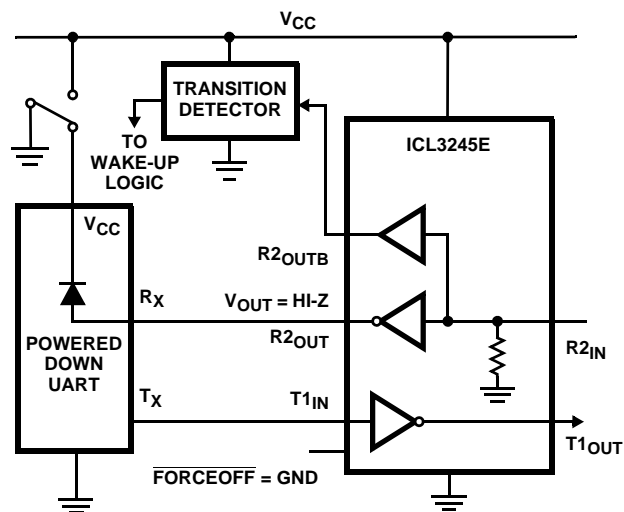 VCC
TRANSITION
DETECTOR
TO
WAKE-UP
LOGIC
ICL3245E
VCC
R2OUTB
RX
VOUT = HI-Z
R2OUT
R2IN
POWERED
DOWN
UART
TX
T1IN
T1OUT
FORCEOFF = GND